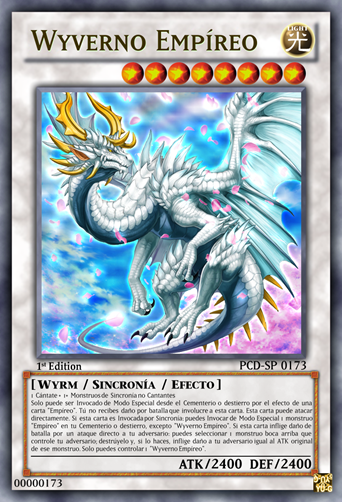 WYVERNO EMPÍREO
LIGHT
光
1st Edition
PCD-SP 0173
[ WYRM / SINCRONÍA / EFECTO ]
1 Cántate+ 1+ Monstruos de Sincronía no Cantantes
Solo puede ser Invocado de Modo Especial desde el Cementerio o destierro por el efecto de una
carta "Empíreo". Tú no recibes daño por batalla que involucre a esta carta. Esta carta puede atacar
directamente. Si esta carta es Invocada por Sincronía: puedes Invocar de Modo Especial 1 monstruo
"Empíreo" en tu Cementerio o destierro, excepto "Wyverno Empíreo". Si esta carta inflige daño de
batalla por un ataque directo a tu adversario: puedes seleccionar 1 monstruo boca arriba que
controle tu adversario; destrúyelo y, si lo haces, inflige daño a tu adversario igual al ATK original
de ese monstruo. Solo puedes controlar 1 "Wyverno Empíreo".
ATK/2400 DEF/2400
00000173